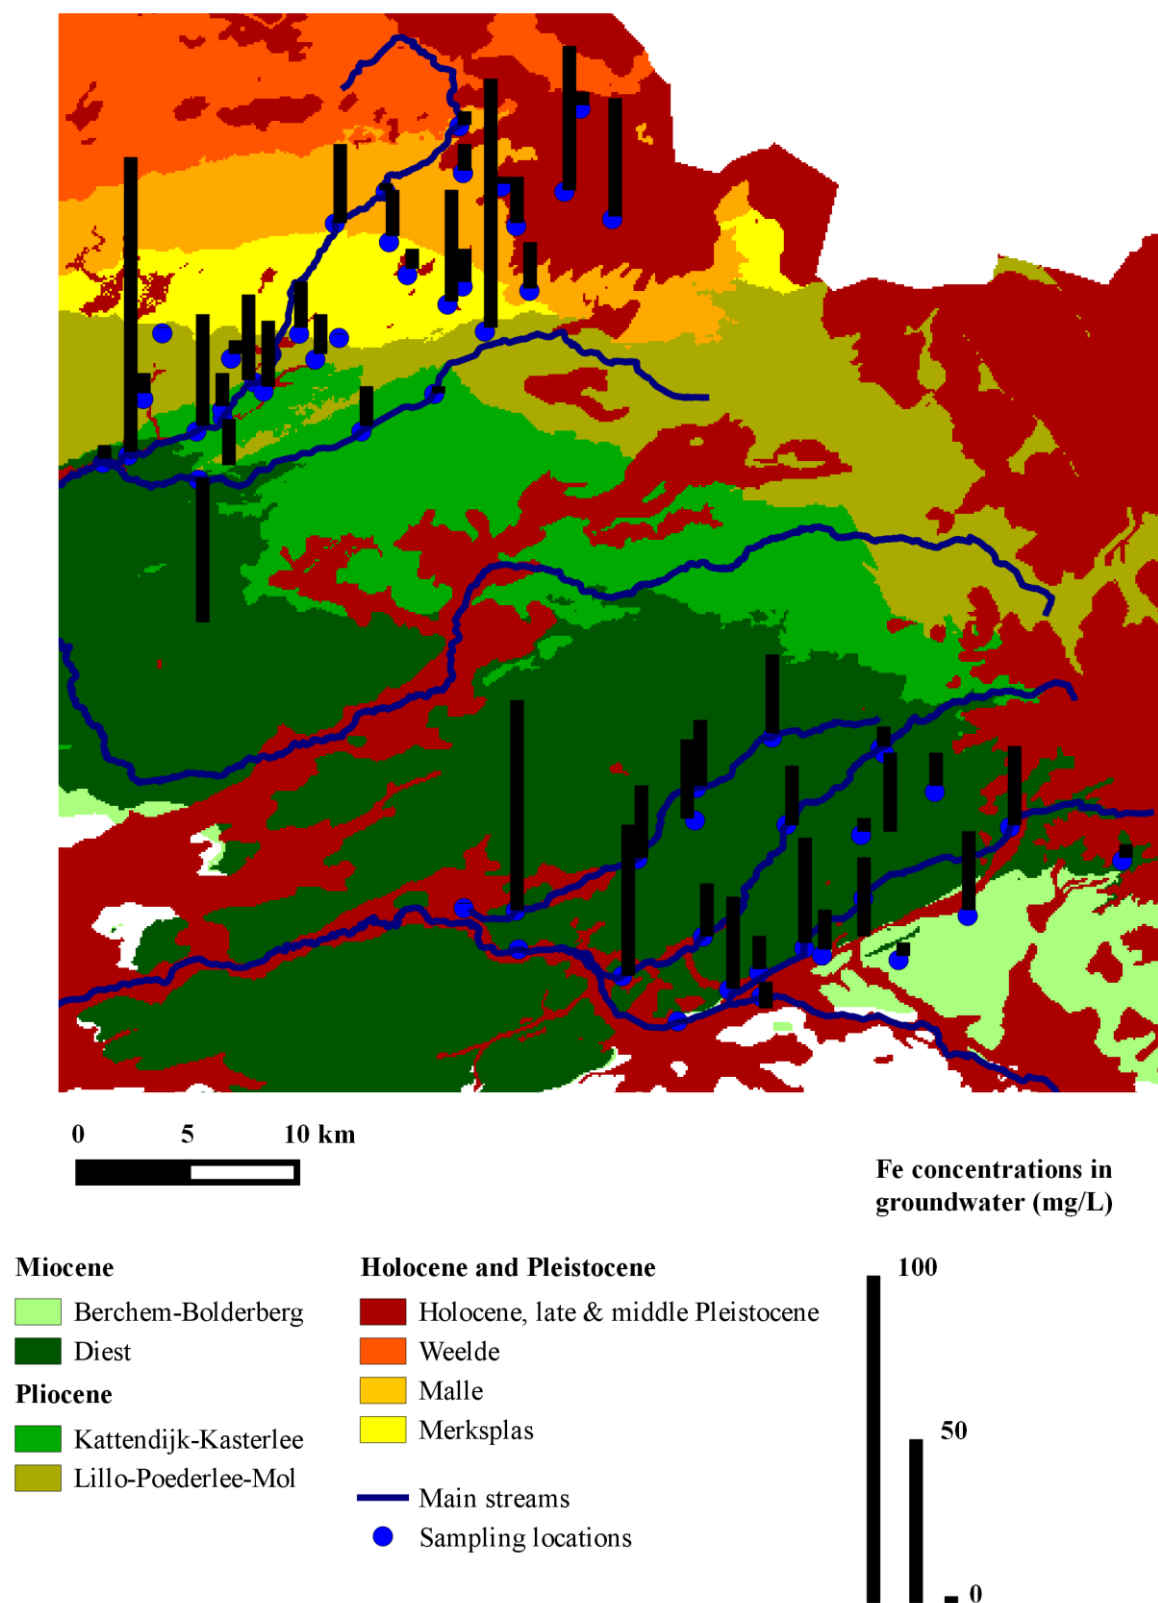 0 5 10 km
Fe concentrations in
groundwater (mg/L)
Miocene
Berchem-Bolderberg
Diest
Pliocene
Kattendijk-Kasterlee
Lillo-Poederlee-Mol
Holocene and Pleistocene
Holocene, late & middle Pleistocene
Weelde
Malle
Merksplas
Main streams
Sampling locations
100
50
0